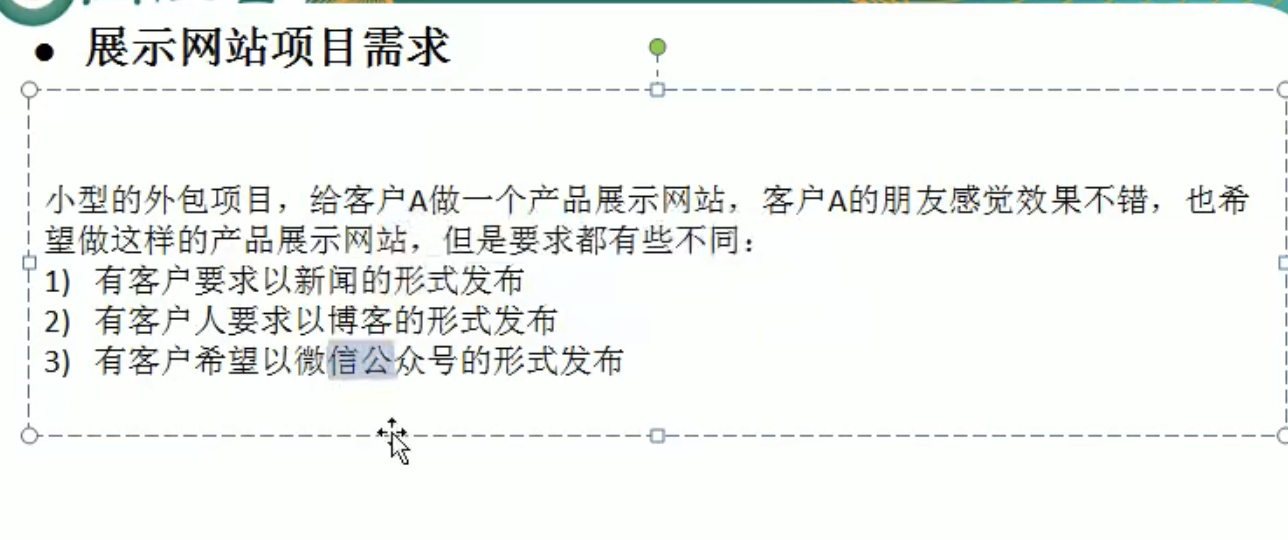 ● 展示网站项目需求
小型的外包项目，给客户A做一个产品展示网站，客户A的朋友感觉效果不错，也希
望做这样的产品展示网站，但是要求都有些不同：
1) 有客户要求以新闻的形式发布
2) 有客户人要求以博客的形式发布
3) 有客户希望以微信公众号的形式发布